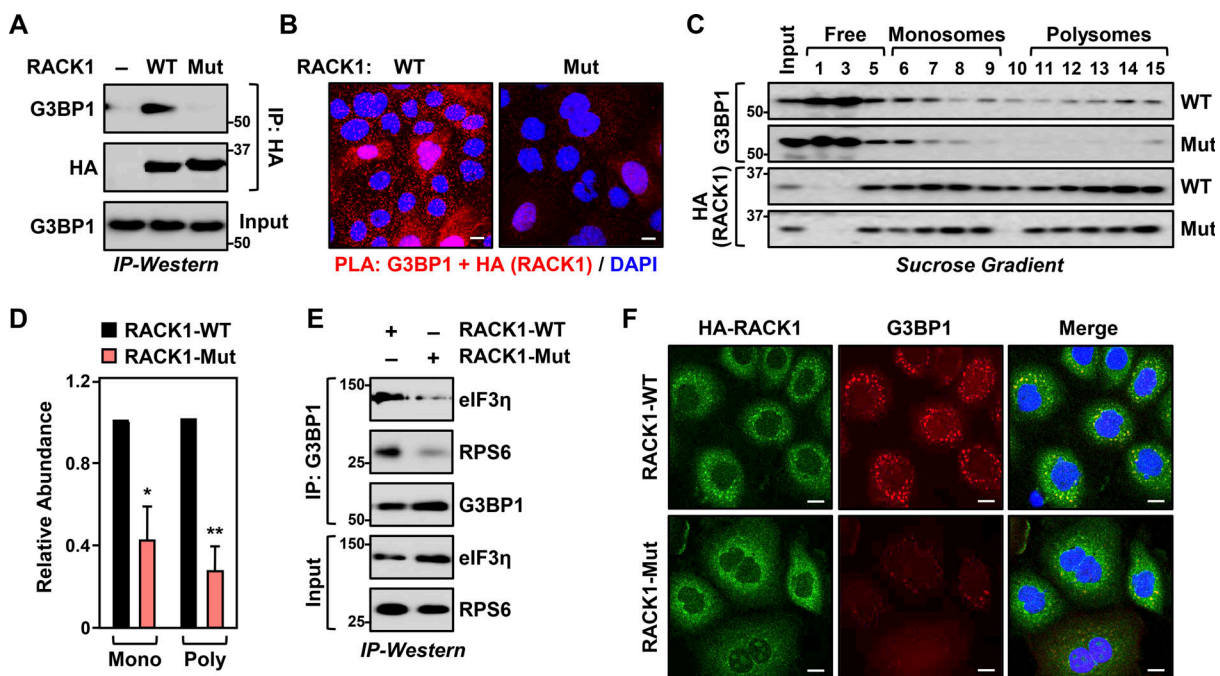 A
RACK1 – WT Mut
G3BP1
50
37
HA
IP: HA
G3BP1
Input
50
IP-Western
B
RACK1: WT Mut
PLA: G3BP1 + HA (RACK1) / DAPI
C
Input
Free Monosomes Polysomes
1 3 5 6 7 8 9 10 11 12 13 14 15
G3BP1
50 WT
50 Mut
HA (RACK1)
37 WT
37 Mut
Sucrose Gradient
D
RACK1-WT
RACK1-Mut
Relative Abundance
1.2
0.8
0.4
0
*
**
Mono Poly
E
+ – RACK1-WT
– + RACK1-Mut
IP: G3BP1
150 eIF3η
25 RPS6
50 G3BP1
Input
150 eIF3η
25 RPS6
IP-Western
F
HA-RACK1 G3BP1 Merge
RACK1-WT
RACK1-Mut